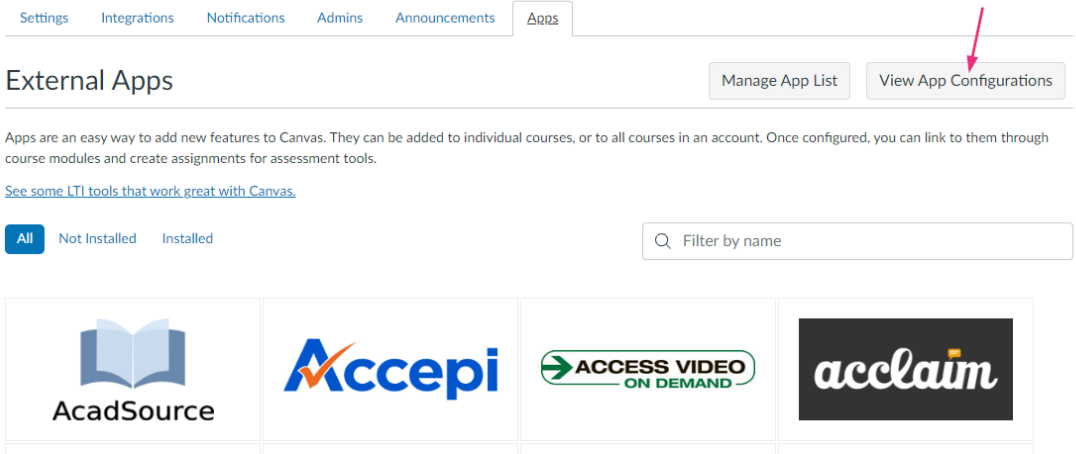 Settings Integrations Notifications Admins Announcements Apps
External Apps Manage App List View App Configurations
Apps are an easy way to add new features to Canvas. They can be added to individual courses, or to all courses in an account. Once configured, you can link to them through
course modules and create assignments for assessment tools.
See some LTI tools that work great with Canvas.
All Not Installed Installed Filter by name
AcadSource Accepi ACCESS VIDEO ON DEMAND acclaim